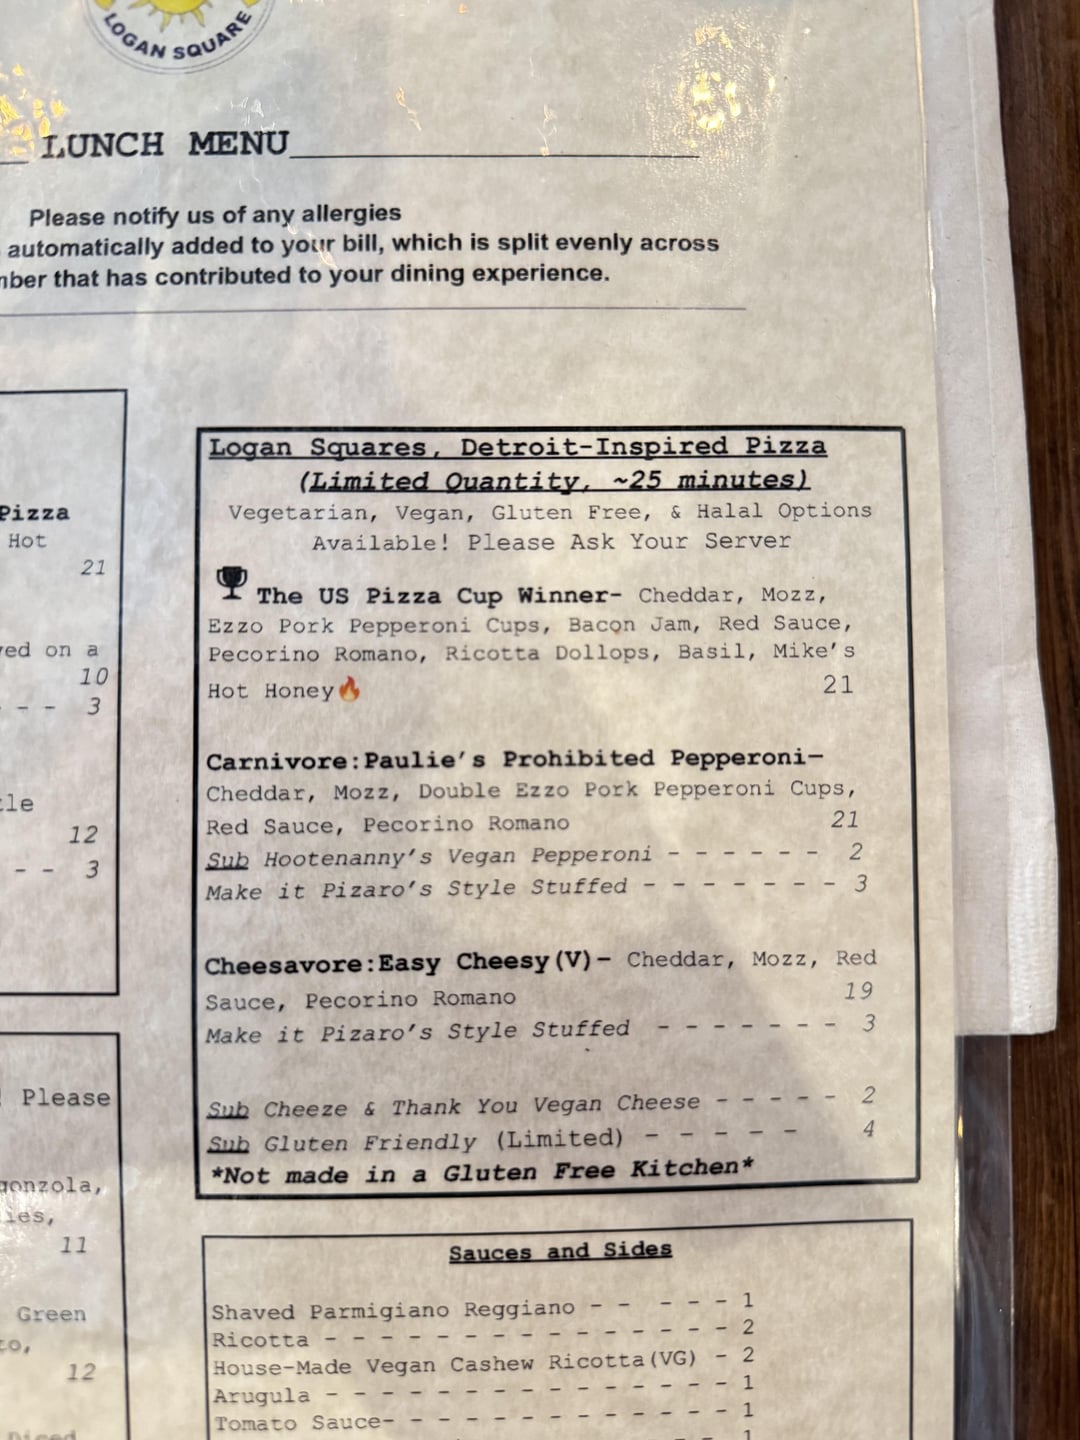 LOGAN SQUARE
LUNCH MENU
Please notify us of any allergies
automatically added to your bill, which is split evenly across
that has contributed to your dining experience.
Pizza
Hot
21
on a
10
- - 3
12
- - 3
Please
11
Green
12
Logan Squares, Detroit-Inspired Pizza
(Limited Quantity, ~25 minutes)
Vegetarian, Vegan, Gluten Free, & Halal Options
Available! Please Ask Your Server
The US Pizza Cup Winner- Cheddar, Mozz,
Ezzo Pork Pepperoni Cups, Bacon Jam, Red Sauce,
Pecorino Romano, Ricotta Dollops, Basil, Mike's
Hot Honey🔥 21
Carnivore:Paulie's Prohibited Pepperoni-
Cheddar, Mozz, Double Ezzo Pork Pepperoni Cups,
Red Sauce, Pecorino Romano 21
Sub Hootenanny's Vegan Pepperoni - - - - - - 2
Make it Pizaro's Style Stuffed - - - - - - - 3
Cheesavore:Easy Cheesy(V)- Cheddar, Mozz, Red
Sauce, Pecorino Romano 19
Make it Pizaro's Style Stuffed - - - - - - - 3
Sub Cheeze & Thank You Vegan Cheese - - - - - 2
Sub Gluten Friendly (Limited) - - - - - 4
*Not made in a Gluten Free Kitchen*
Sauces and Sides
Shaved Parmigiano Reggiano - - - - - 1
Ricotta - - - - - - - - - - - - - - - 2
House-Made Vegan Cashew Ricotta(VG) - 2
Arugula - - - - - - - - - - - - - - - 1
Tomato Sauce- - - - - - - - - - - - - 1
1